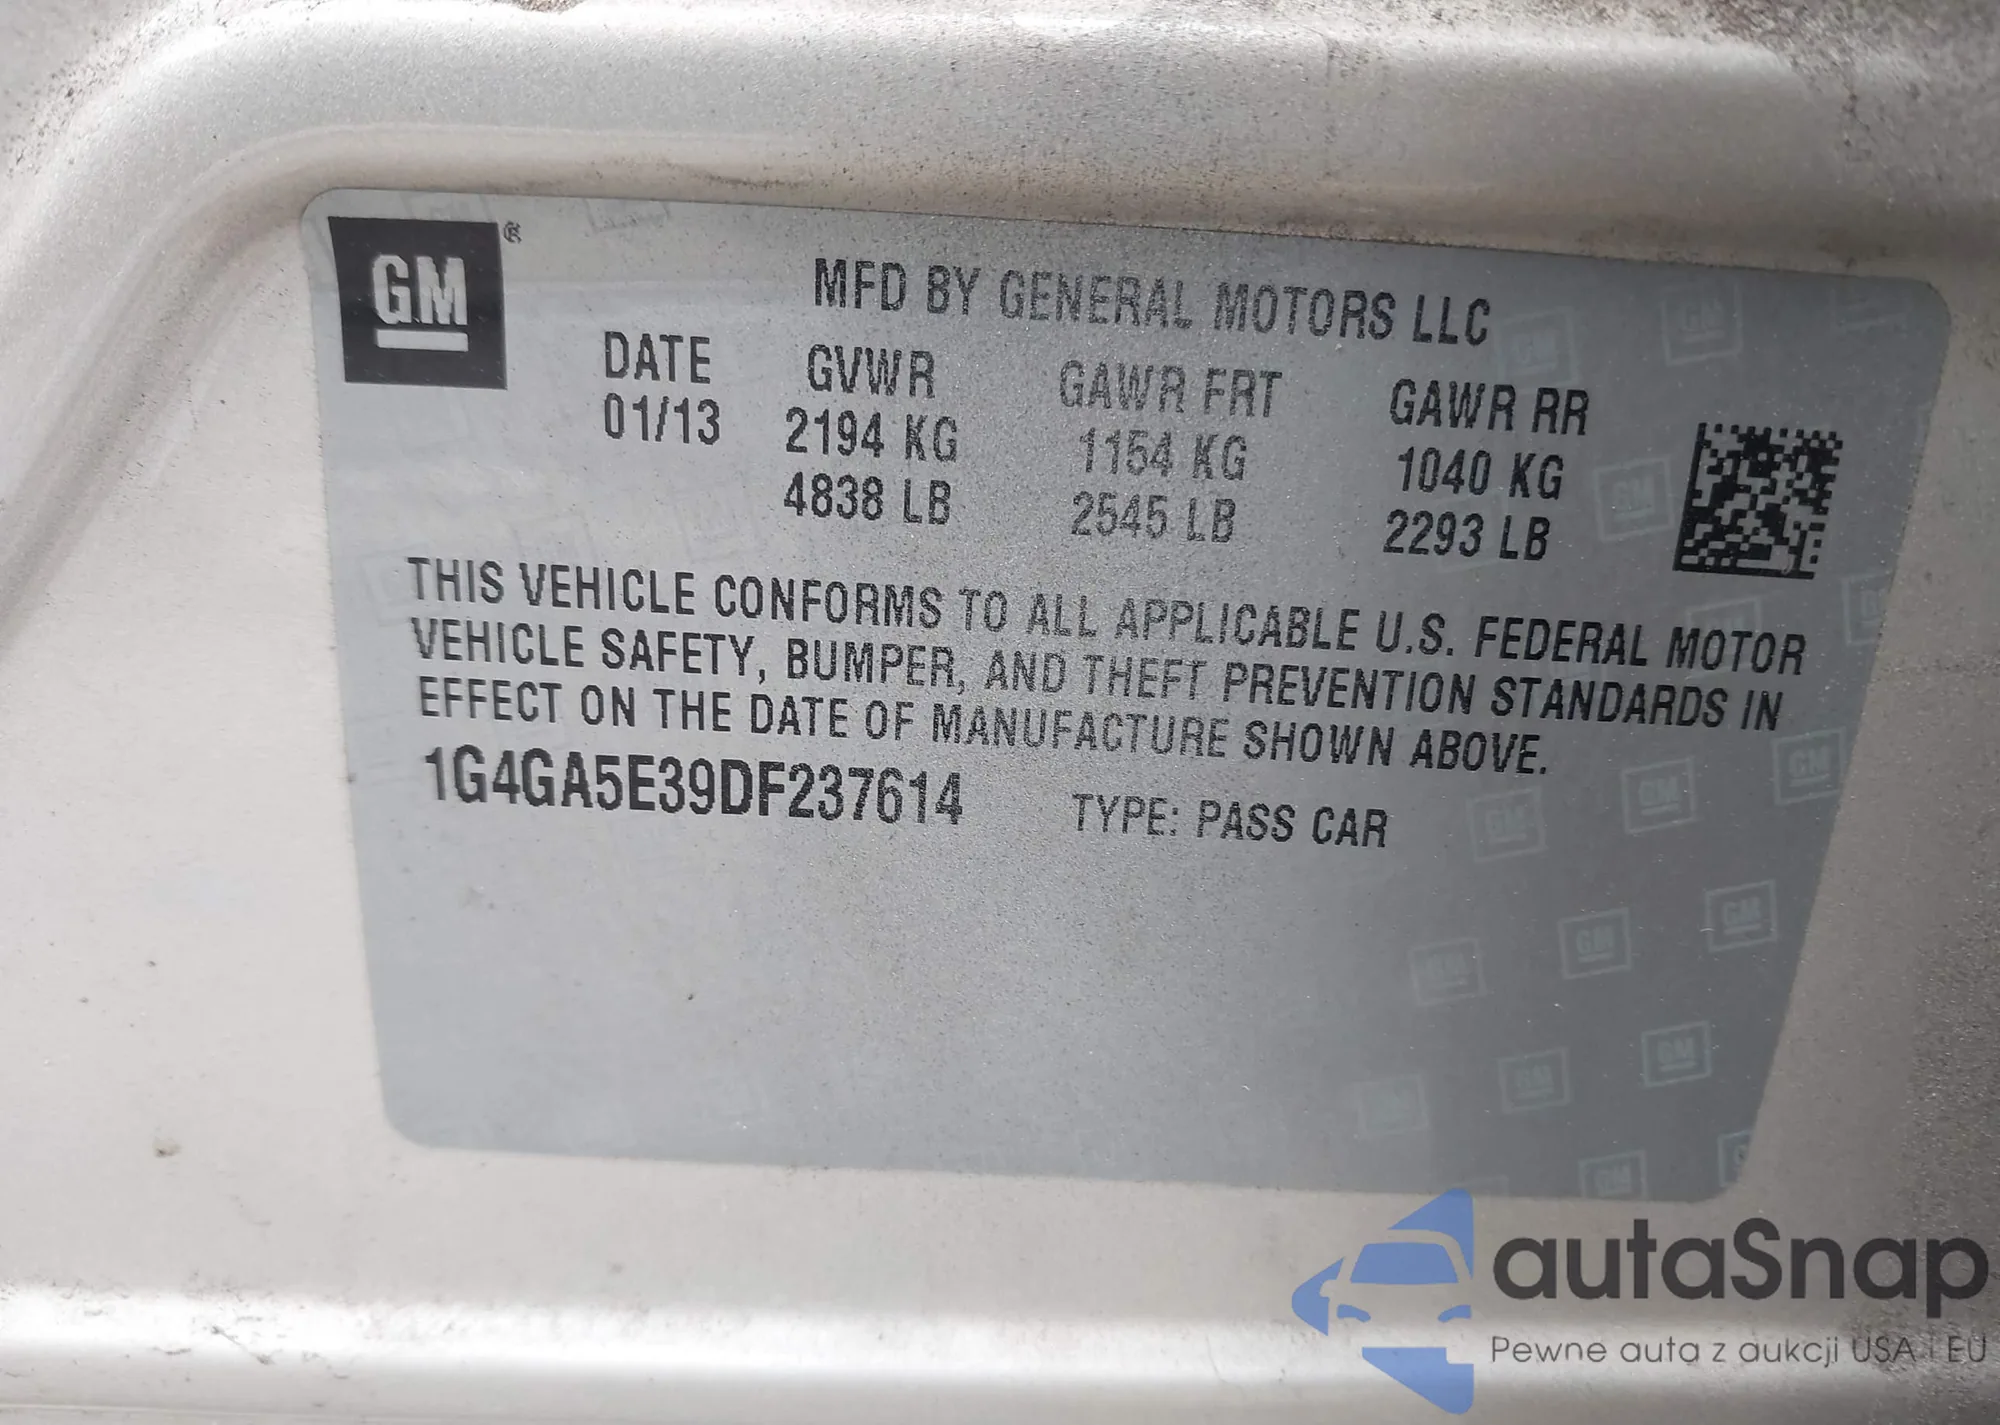 GM®
MFD BY GENERAL MOTORS LLC
DATE GVWR GAWR FRT GAWR RR
01/13 2194 KG 1154 KG 1040 KG
4838 LB 2545 LB 2293 LB
THIS VEHICLE CONFORMS TO ALL APPLICABLE U.S. FEDERAL MOTOR
VEHICLE SAFETY, BUMPER, AND THEFT PREVENTION STANDARDS IN
EFFECT ON THE DATE OF MANUFACTURE SHOWN ABOVE.
1G4GA5E39DF237614 TYPE: PASS CAR
autaSnap
Pewne auta z aukcji USA i EU